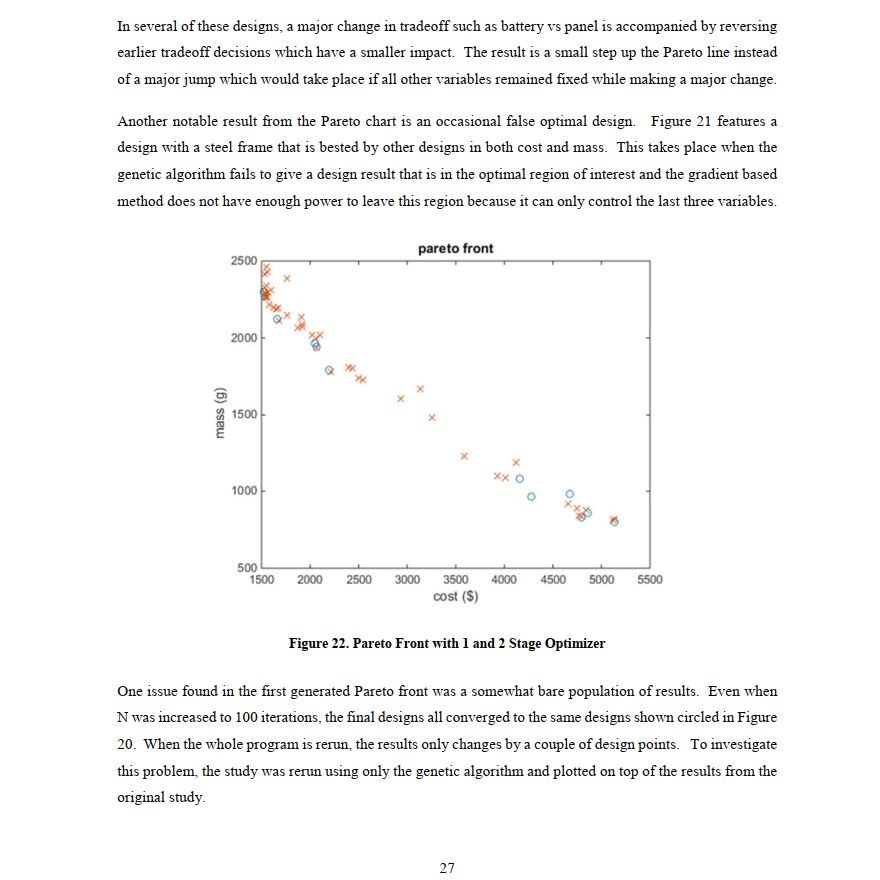 In several of these designs, a major change in tradeoff such as battery vs panel is accompanied by reversing
earlier tradeoff decisions which have a smaller impact. The result is a small step up the Pareto line instead
of a major jump which would take place if all other variables remained fixed while making a major change.
Another notable result from the Pareto chart is an occasional false optimal design. Figure 21 features a
design with a steel frame that is bested by other designs in both cost and mass. This takes place when the
genetic algorithm fails to give a design result that is in the optimal region of interest and the gradient based
method does not have enough power to leave this region because it can only control the last three variables.
pareto front
2500
2000
1500
1000
500
mass (g)
1500 2000 2500 3000 3500 4000 4500 5000 5500
cost ($)
Figure 22. Pareto Front with 1 and 2 Stage Optimizer
One issue found in the first generated Pareto front was a somewhat bare population of results. Even when
N was increased to 100 iterations, the final designs all converged to the same designs shown circled in Figure
20. When the whole program is rerun, the results only changes by a couple of design points. To investigate
this problem, the study was rerun using only the genetic algorithm and plotted on top of the results from the
original study.
27